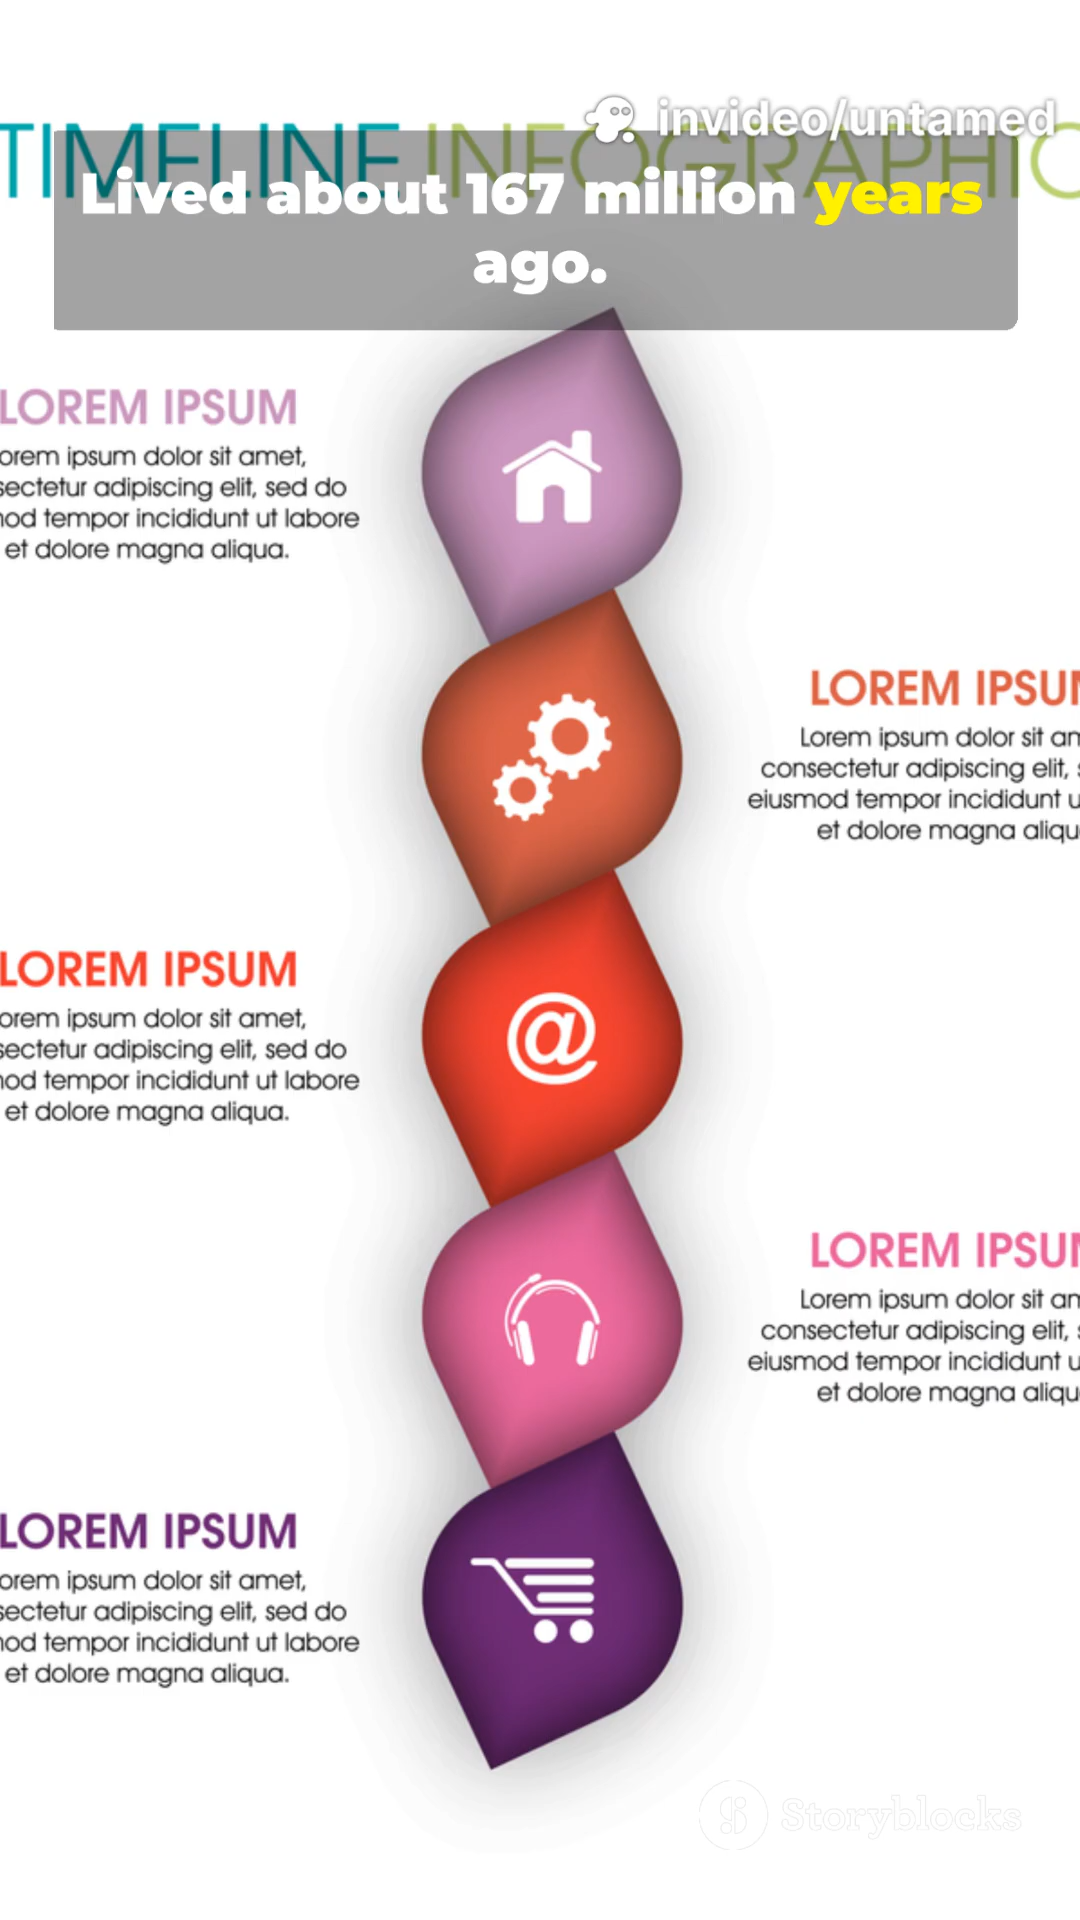 invideo/untamed
TIMELINE INFOGRAPHIC
Lived about 167 million years
ago.
LOREM IPSUM
orem ipsum dolor sit amet,
sectetur adipiscing elit, sed do
nod tempor incididunt ut labore
et dolore magna aliqua.
LOREM IPSUM
Lorem ipsum dolor sit am
consectetur adipiscing elit, s
eiusmod tempor incididunt u
et dolore magna aliqu
LOREM IPSUM
orem ipsum dolor sit amet,
sectetur adipiscing elit, sed do
nod tempor incididunt ut labore
et dolore magna aliqua.
LOREM IPSUM
Lorem ipsum dolor sit am
consectetur adipiscing elit, s
eiusmod tempor incididunt u
et dolore magna aliqu
LOREM IPSUM
orem ipsum dolor sit amet,
sectetur adipiscing elit, sed do
nod tempor incididunt ut labore
et dolore magna aliqua.
@
Storyblocks